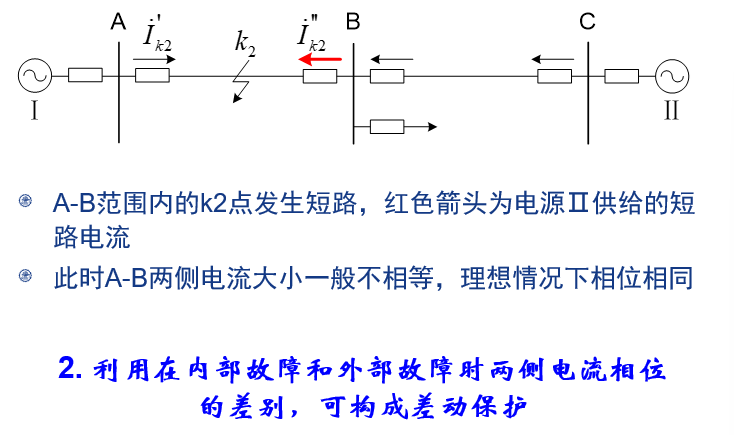 A İ'k2 k2 İ''k2 B C
I II
A-B范围内的k2点发生短路，红色箭头为电源Ⅱ供给的短
路电流
此时A-B两侧电流大小一般不相等，理想情况下相位相同
2. 利用在内部故障和外部故障时两侧电流相位
的差别，可构成差动保护